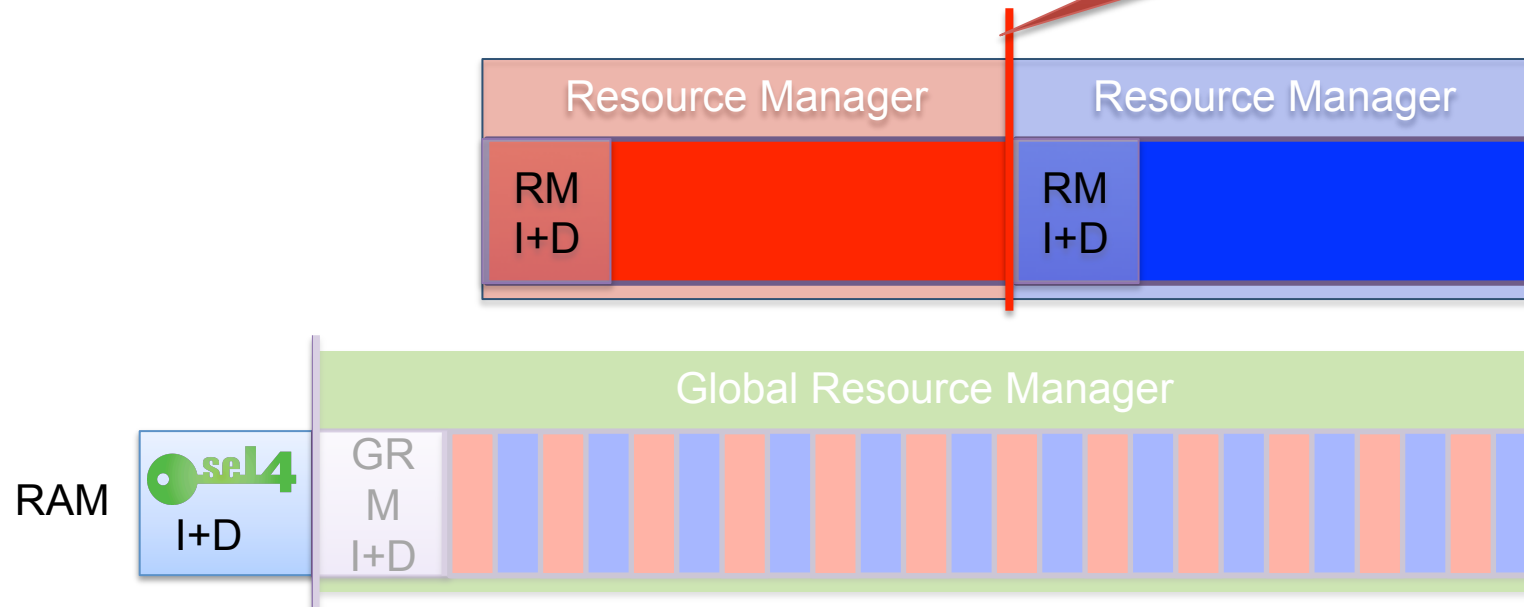 Resource Manager
Resource Manager
RM
I+D
RM
I+D
Global Resource Manager
RAM
seL4
I+D
GR
M
I+D